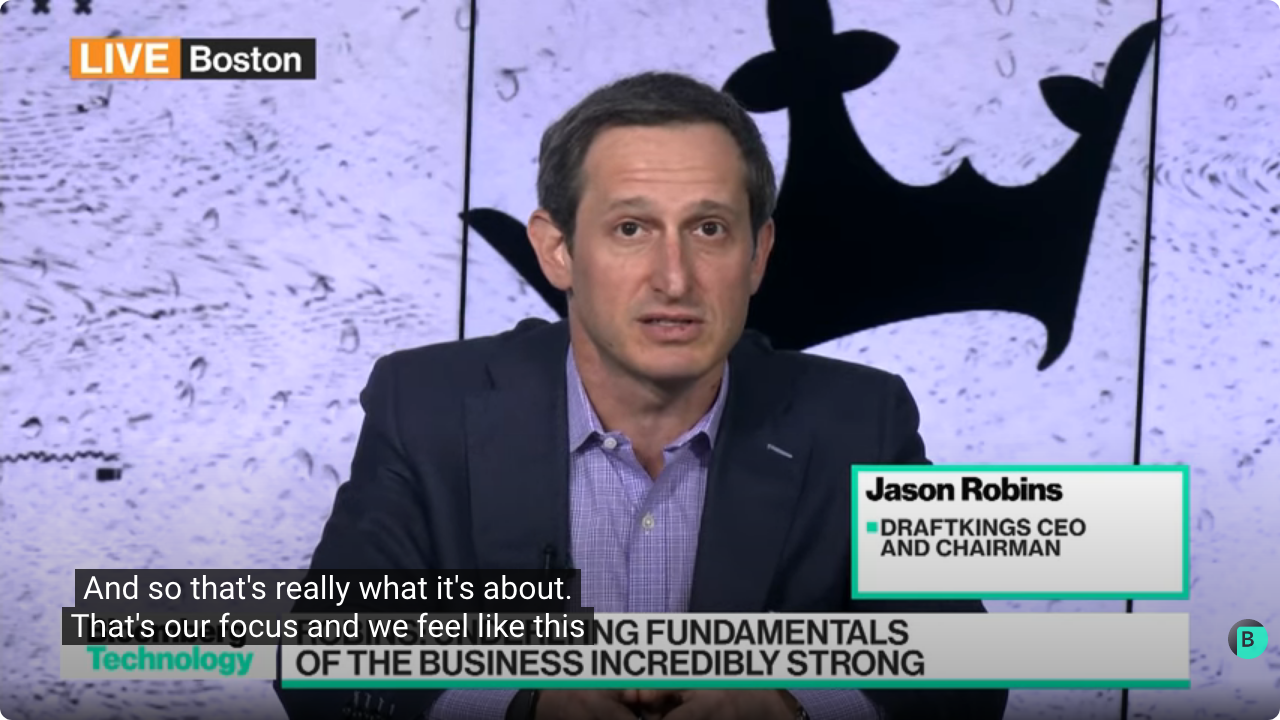 LIVE Boston
Jason Robins
DRAFTKINGS CEO
AND CHAIRMAN
And so that's really what it's about.
That's our focus and we feel like this
FUNDAMENTALS
Technology
OF THE BUSINESS INCREDIBLY STRONG
B